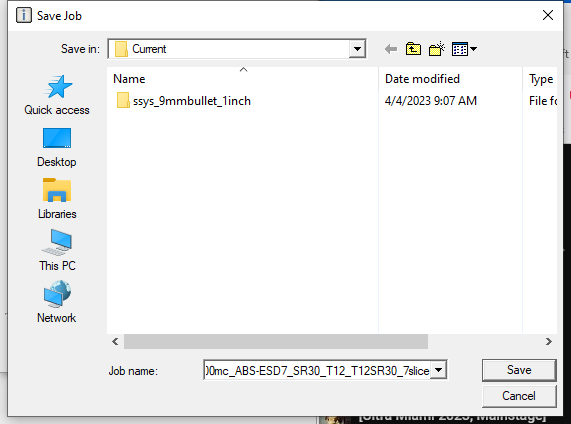 Save Job
Save in: Current
Name Date modified Type
ssys_9mmbullet_1inch 4/4/2023 9:07 AM File fo
Quick access
Desktop
Libraries
This PC
Network
Job name: 00mc_ABS-ESD7_SR30_T12_T12SR30_7slice
Save
Cancel
[Ultra Miami 2023, Mainstage]